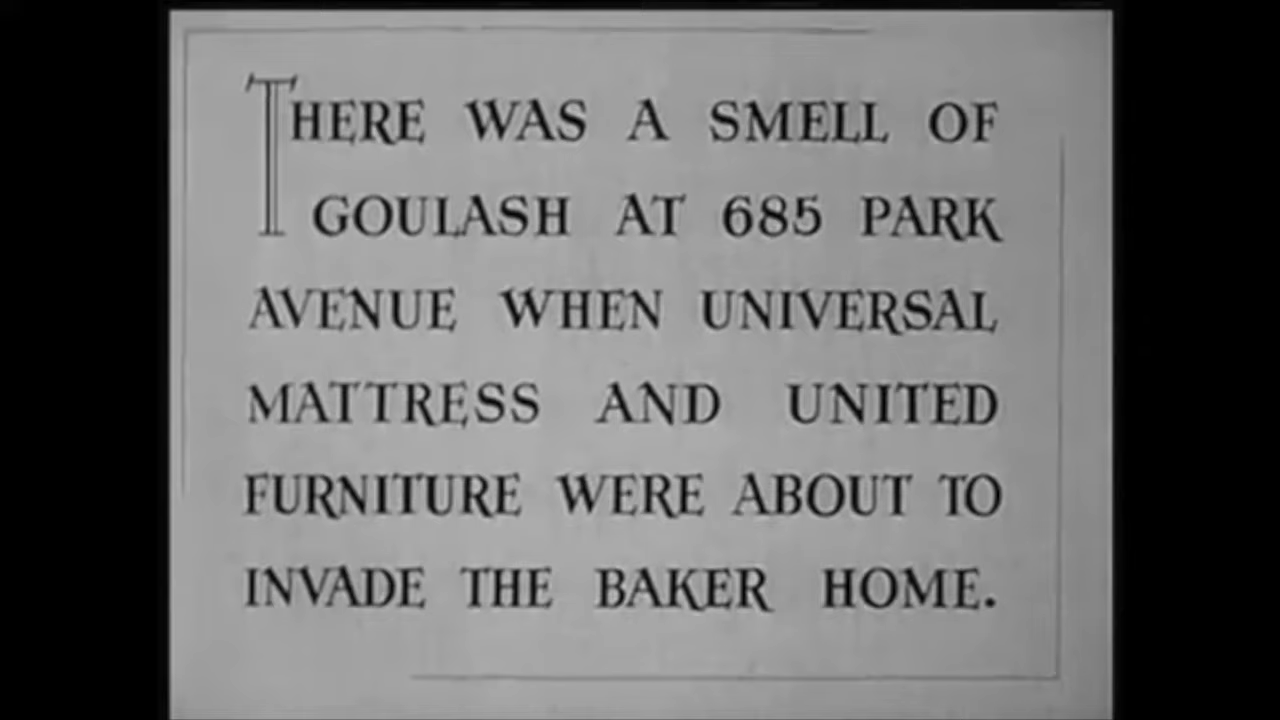 THERE WAS A SMELL OF
GOULASH AT 685 PARK
AVENUE WHEN UNIVERSAL
MATTRESS AND UNITED
FURNITURE WERE ABOUT TO
INVADE THE BAKER HOME.